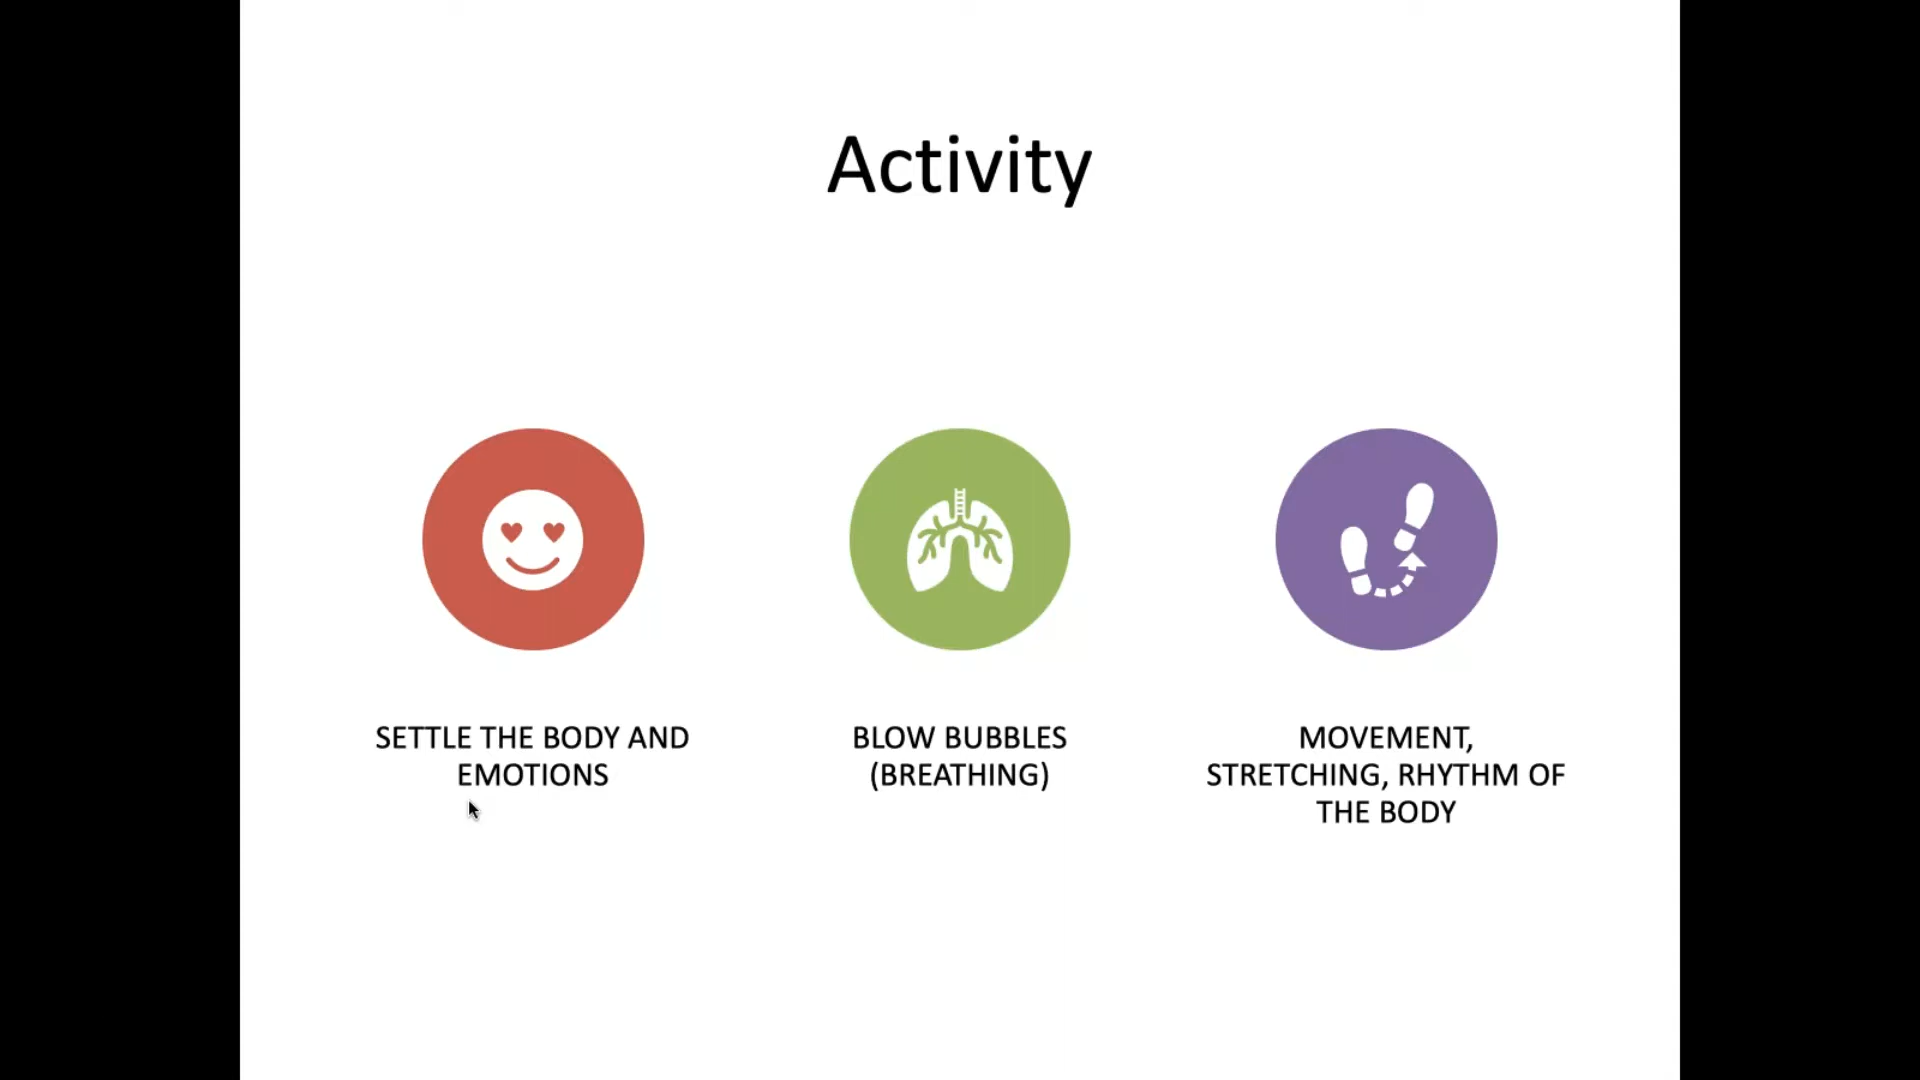 Activity
SETTLE THE BODY AND
EMOTIONS
BLOW BUBBLES
(BREATHING)
MOVEMENT,
STRETCHING, RHYTHM OF
THE BODY